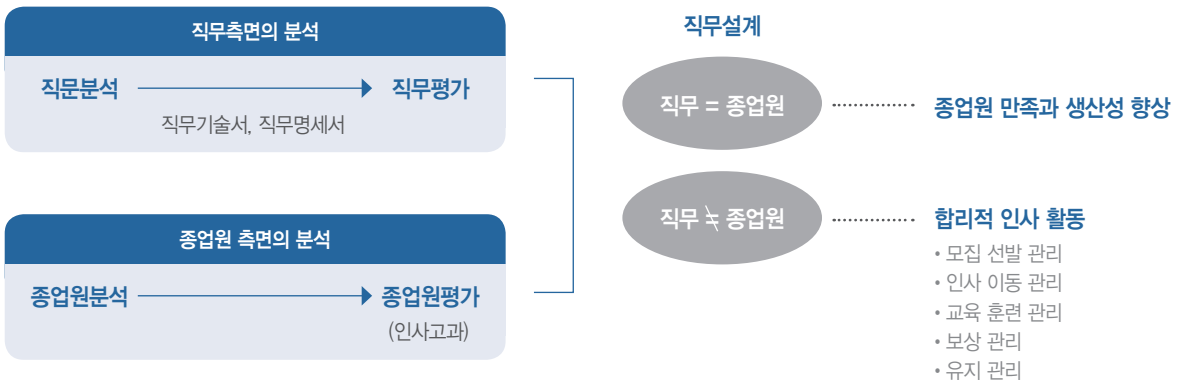 직무측면의 분석
직문분석
직무평가
직무기술서, 직무명세서
종업원 측면의 분석
종업원분석
종업원평가
(인사고과)
직무설계
직무 = 종업원
종업원 만족과 생산성 향상
직무 ≠ 종업원
합리적 인사 활동
• 모집 선발 관리
• 인사 이동 관리
• 교육 훈련 관리
• 보상 관리
• 유지 관리